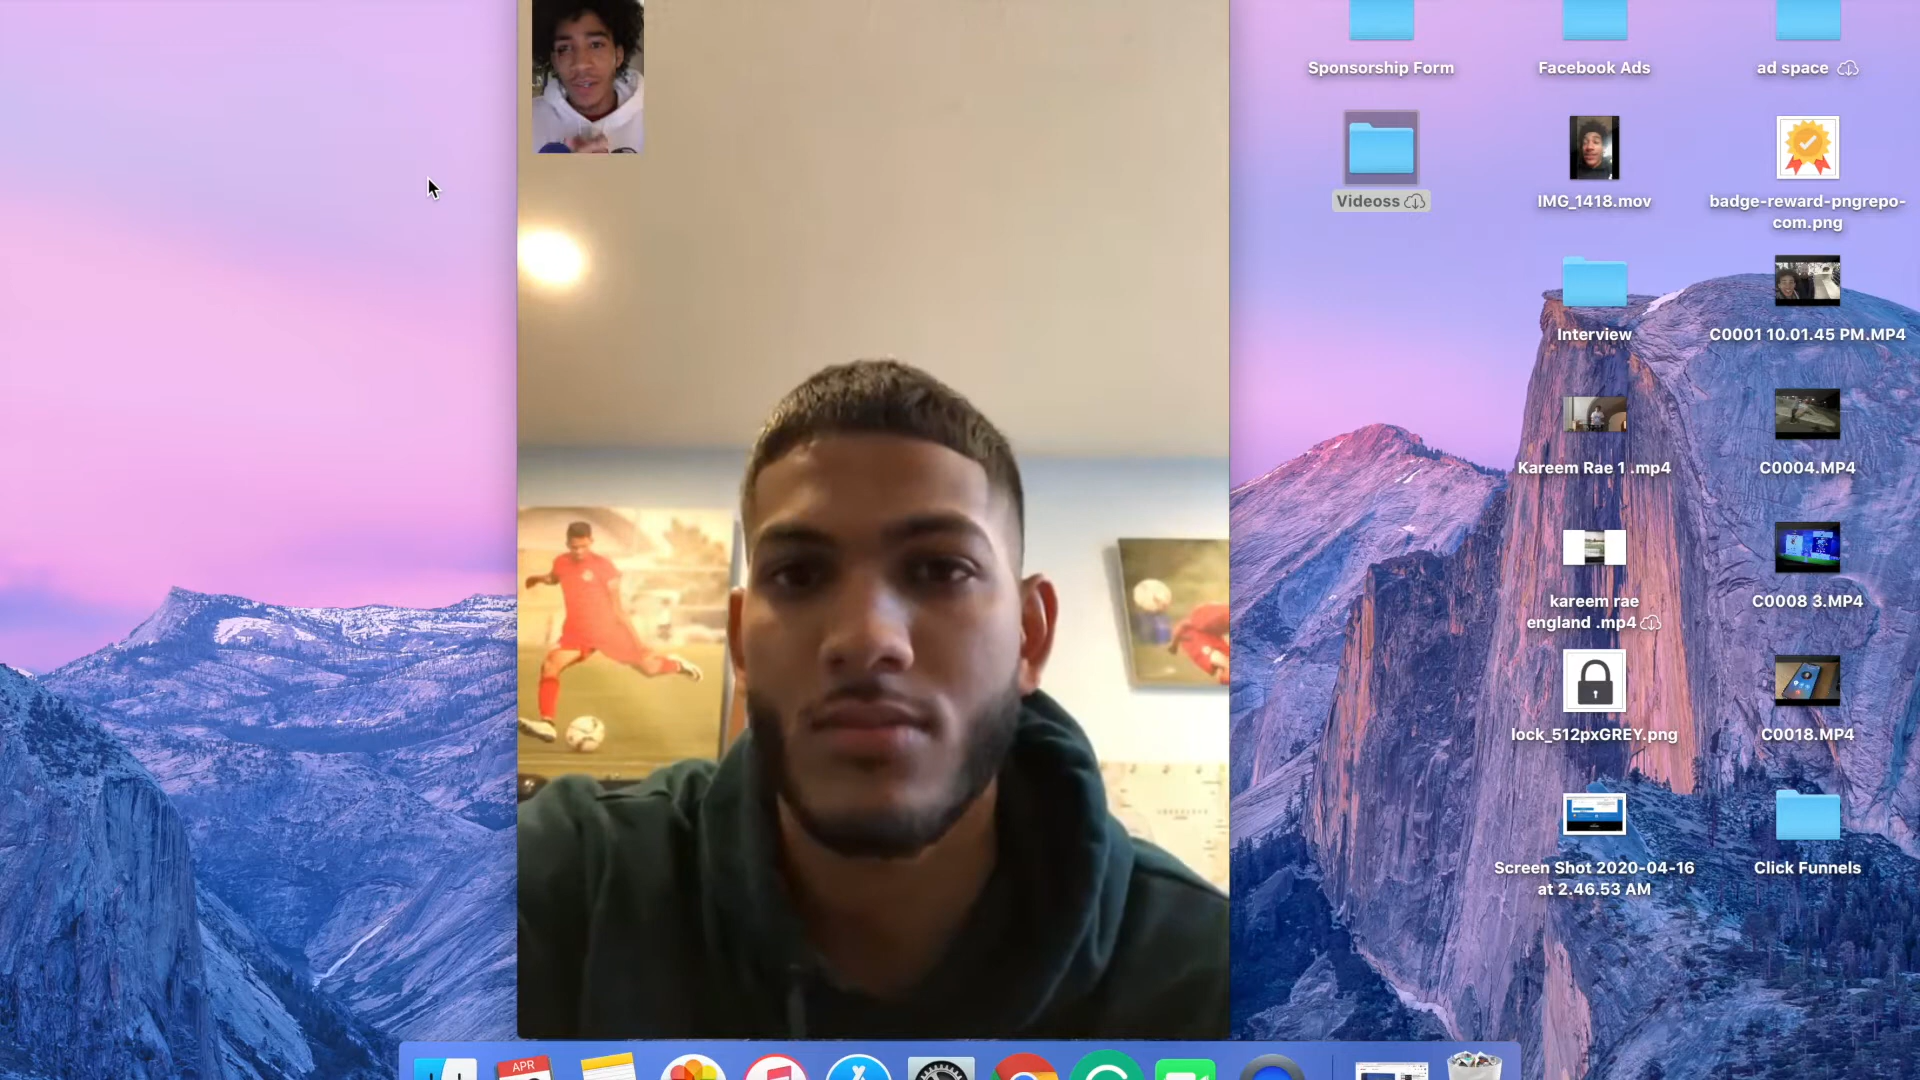 Sponsorship Form
Facebook Ads
ad space
Videoss
IMG_1418.mov
badge-reward-pngrepo-
com.png
Interview
C0001 10.01.45 PM.MP4
Kareem Rae 1 .mp4
C0004.MP4
kareem rae
england .mp4
C0008 3.MP4
lock_512pxGREY.png
C0018.MP4
Screen Shot 2020-04-16
at 2.46.53 AM
Click Funnels
APR